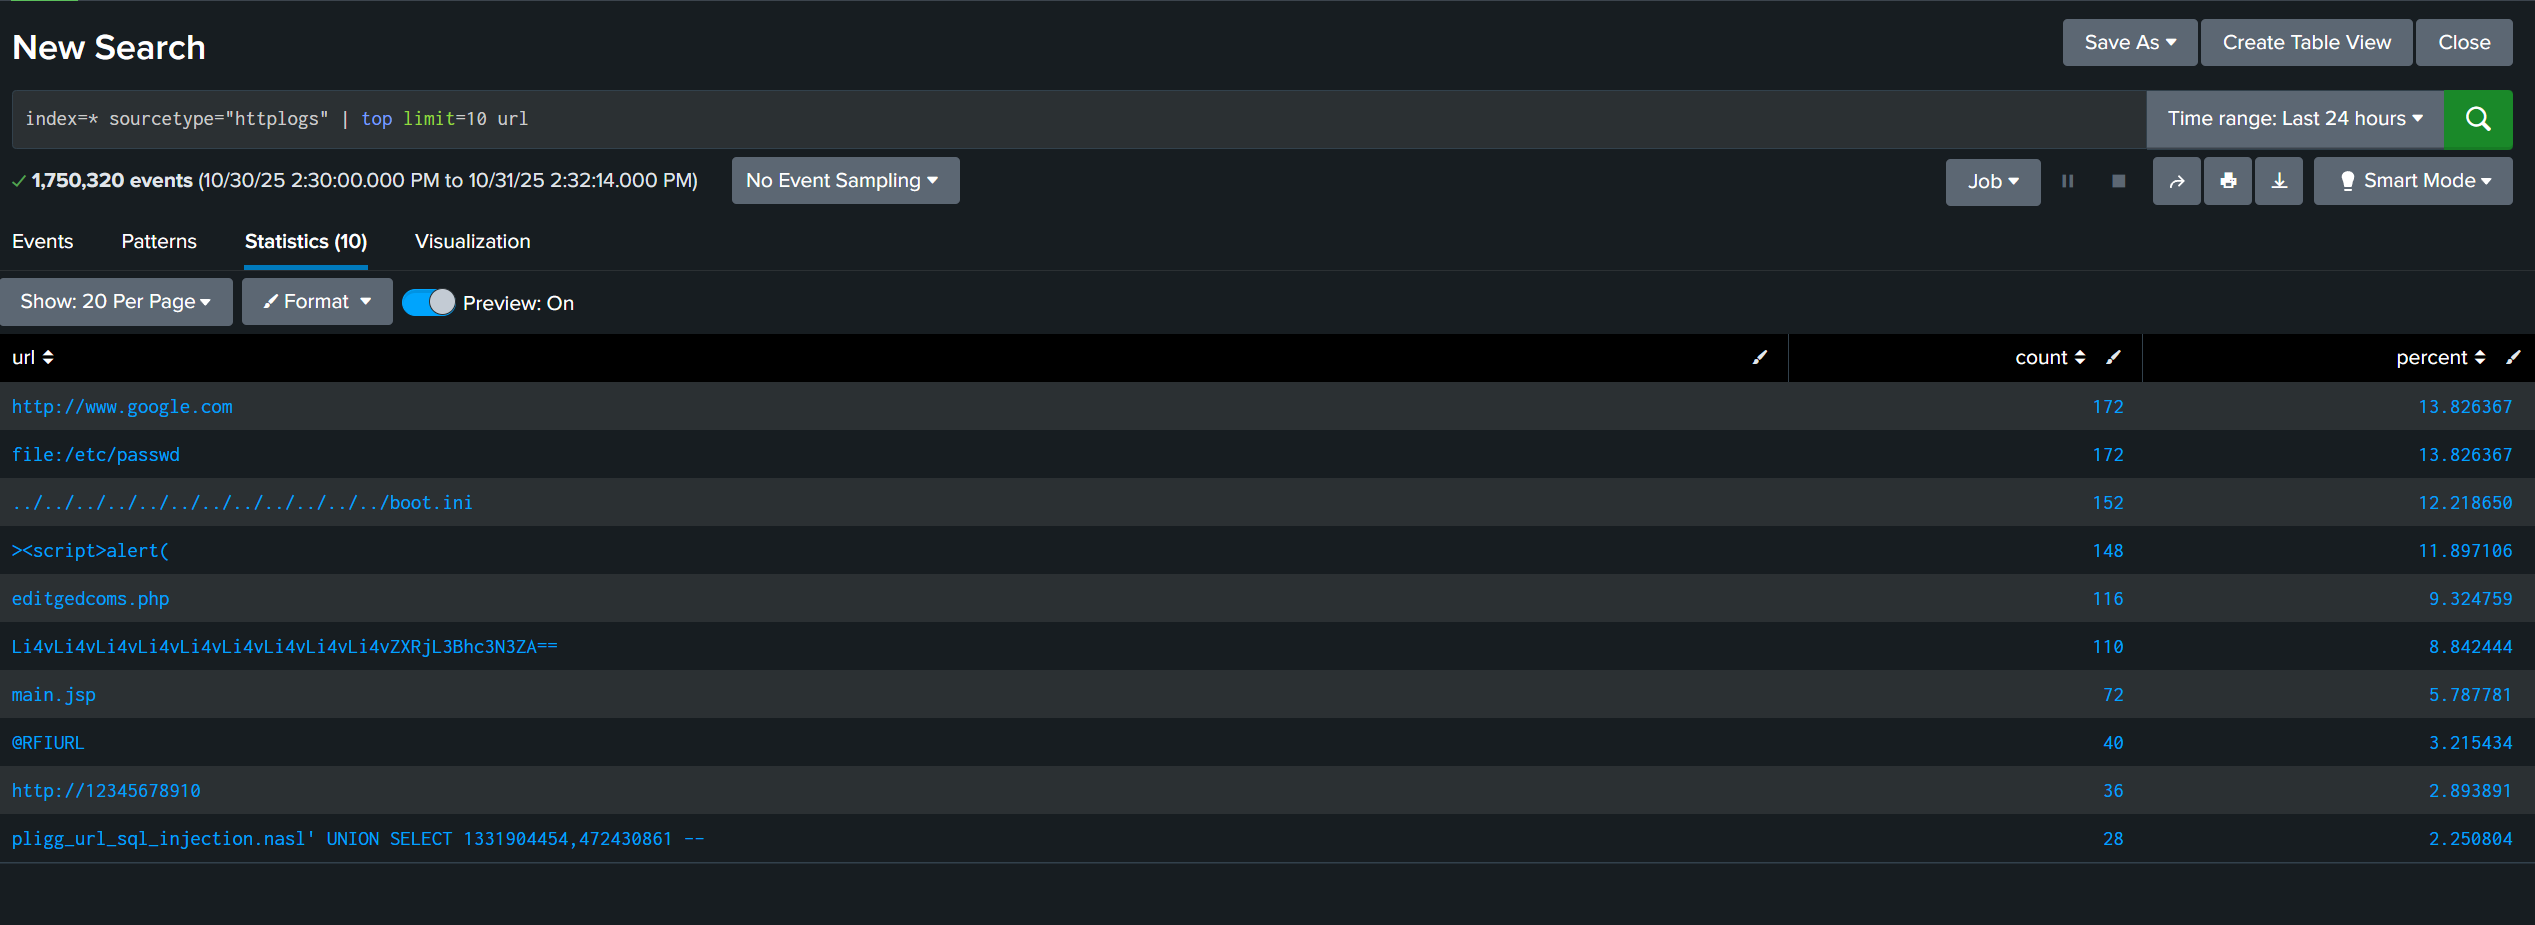 New Search
Save As Create Table View Close
index=* sourcetype="httplogs" | top limit=10 url
Time range: Last 24 hours
1,750,320 events (10/30/25 2:30:00.000 PM to 10/31/25 2:32:14.000 PM) No Event Sampling
Job Smart Mode
Events Patterns Statistics (10) Visualization
Show: 20 Per Page Format Preview: On
url count percent
http://www.google.com 172 13.826367
file:/etc/passwd 172 13.826367
../../../../../../../../../../../../boot.ini 152 12.218650
><script>alert( 148 11.897106
editgedcoms.php 116 9.324759
Li4vLi4vLi4vLi4vLi4vLi4vLi4vLi4vLi4vZXRjL3Bhc3N3ZA== 110 8.842444
main.jsp 72 5.787781
@RFIURL 40 3.215434
http://12345678910 36 2.893891
pligg_url_sql_injection.nasl' UNION SELECT 1331904454,472430861 -- 28 2.250804